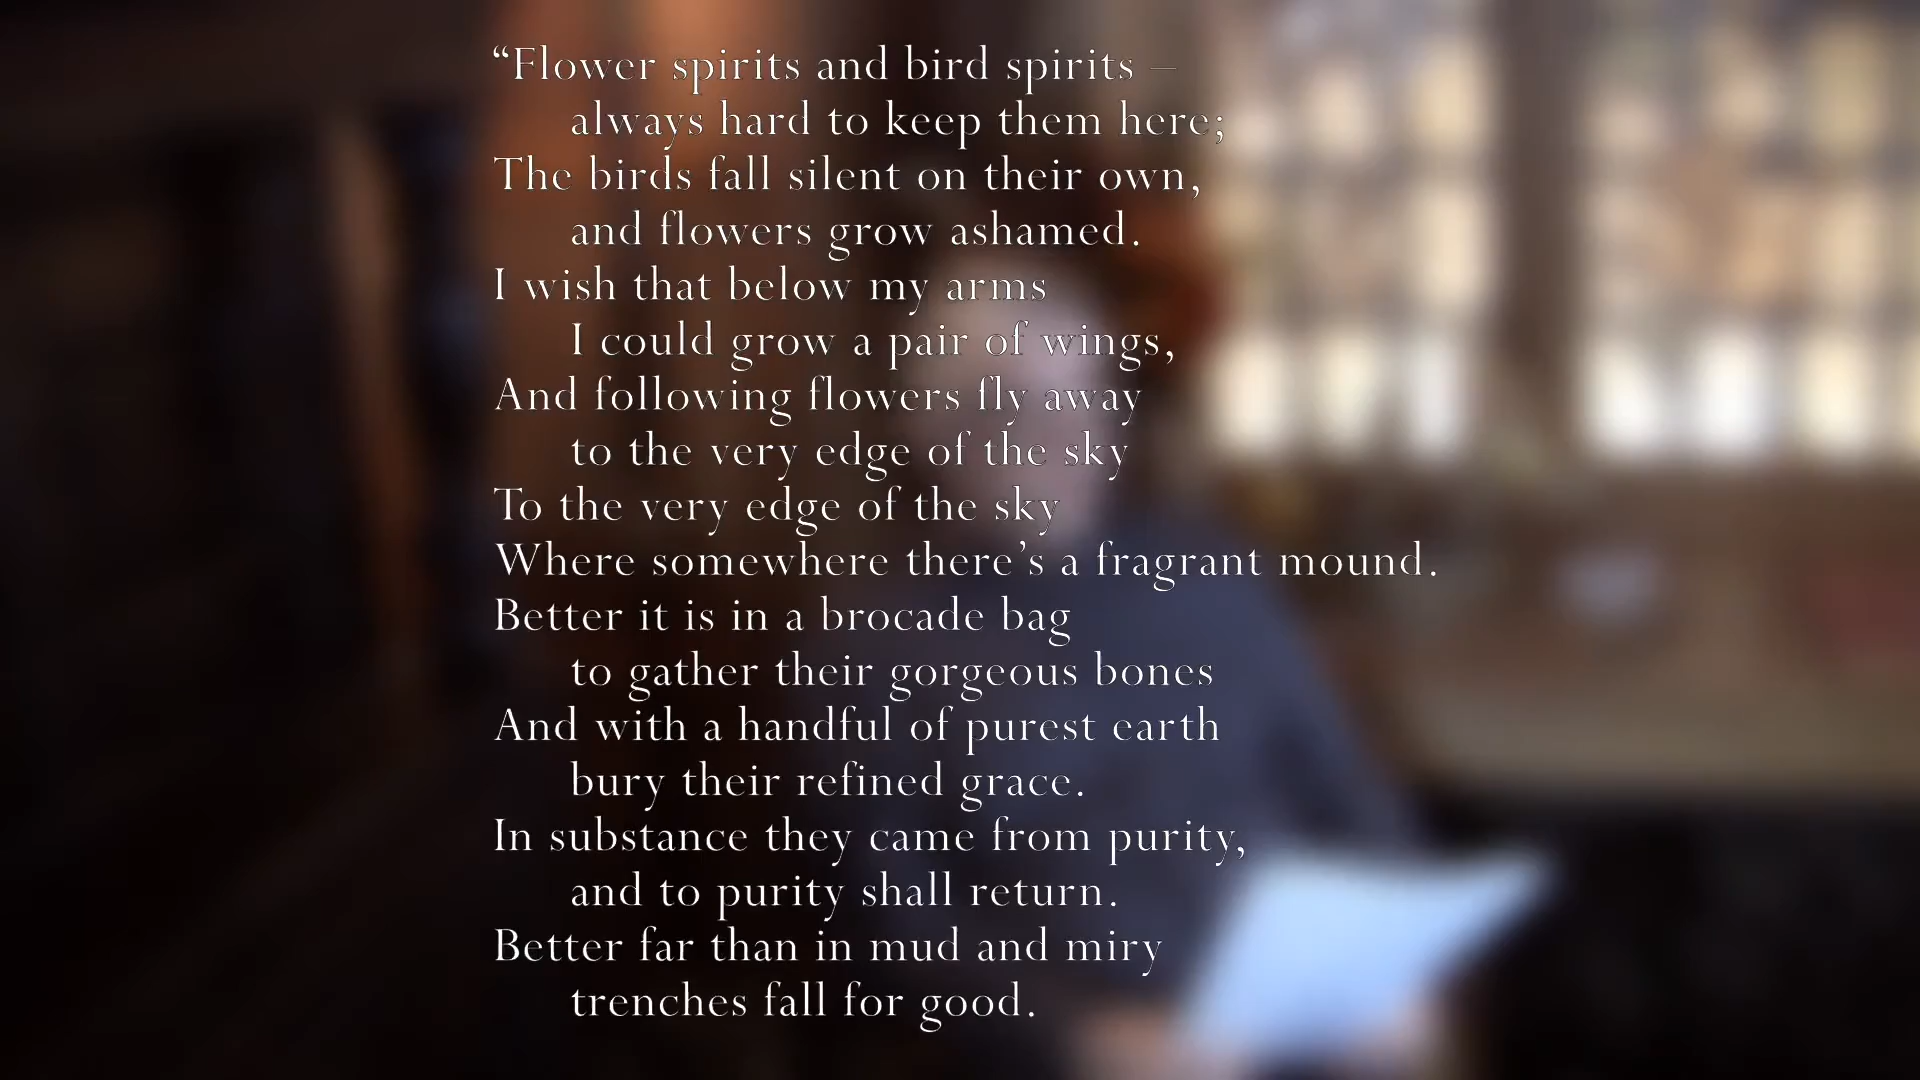 “Flower spirits and bird spirits –
always hard to keep them here;
The birds fall silent on their own,
and flowers grow ashamed.
I wish that below my arms
I could grow a pair of wings,
And following flowers fly away
to the very edge of the sky
To the very edge of the sky
Where somewhere there’s a fragrant mound.
Better it is in a brocade bag
to gather their gorgeous bones
And with a handful of purest earth
bury their refined grace.
In substance they came from purity,
and to purity shall return.
Better far than in mud and miry
trenches fall for good.